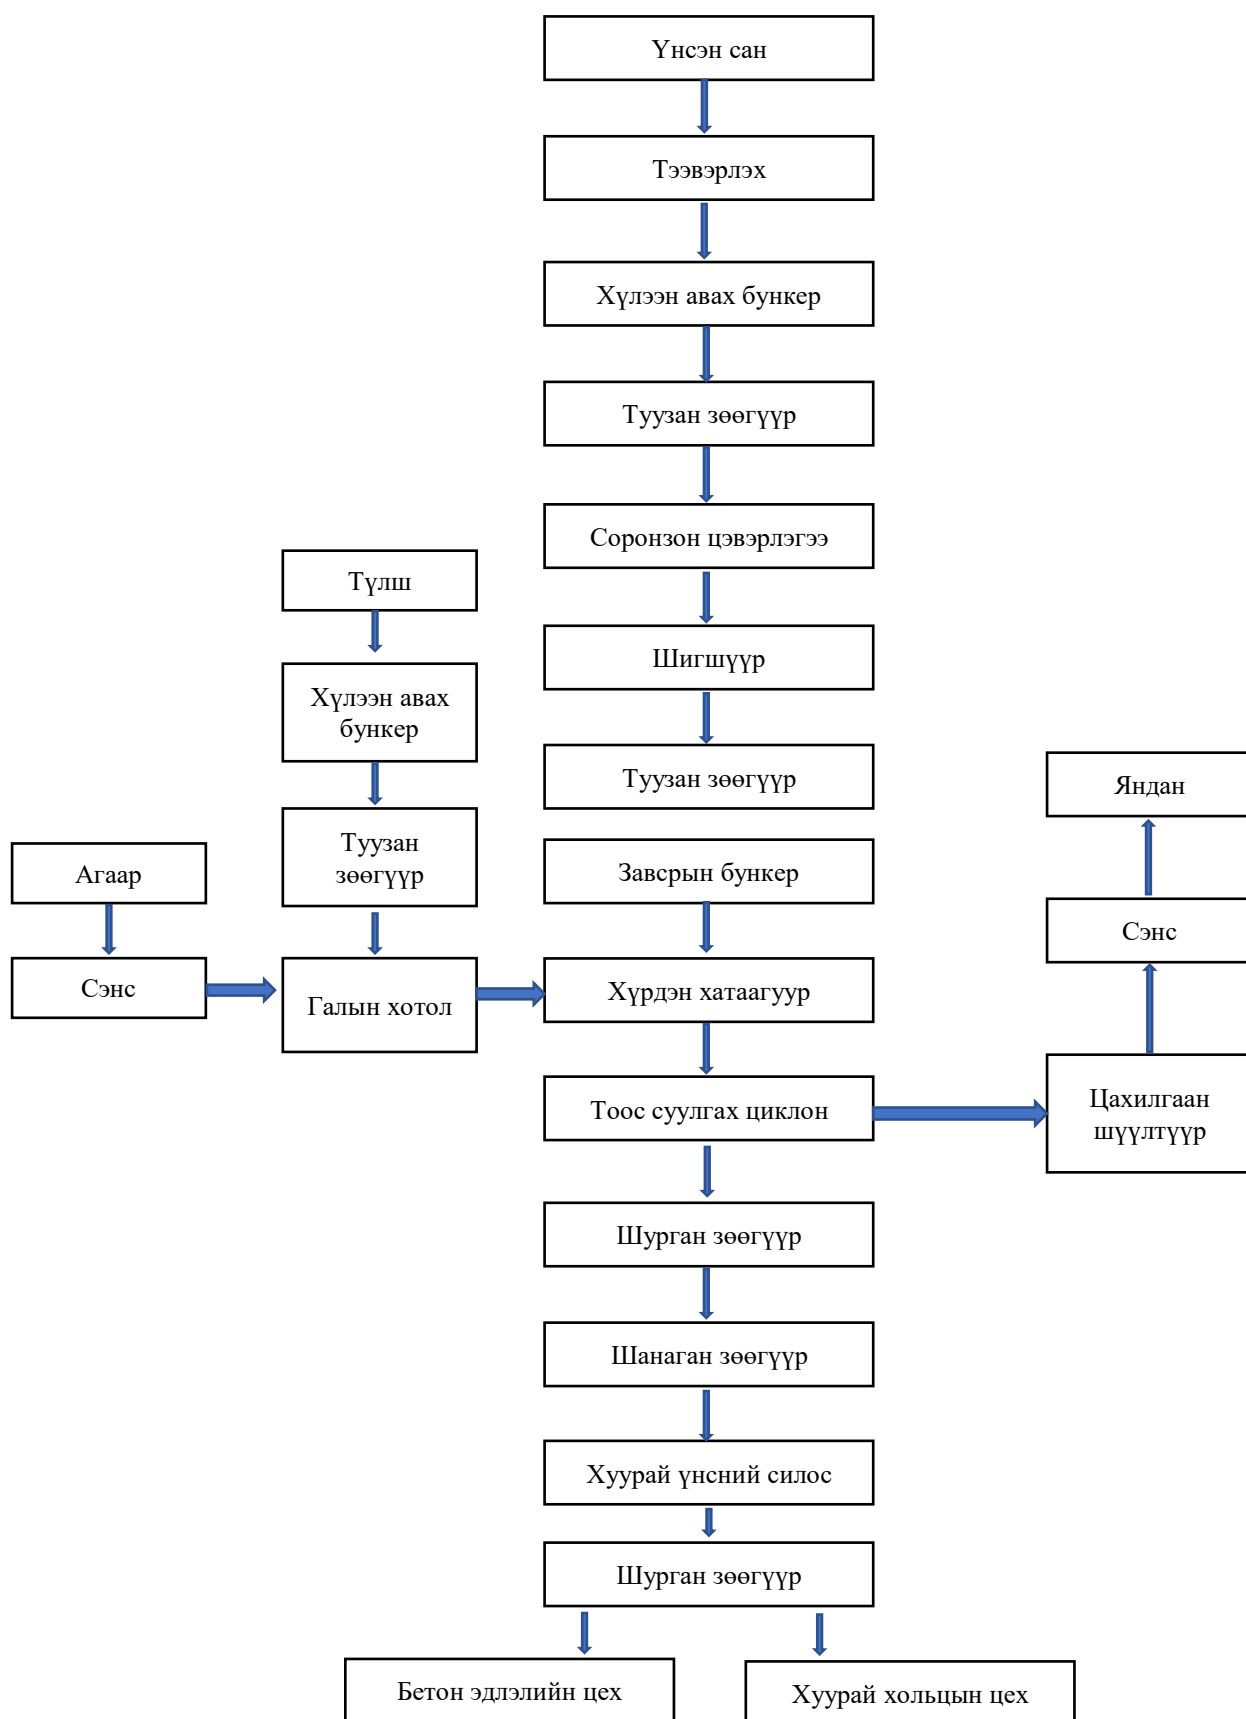 Үнсэн сан
Тээвэрлэх
Хүлээн авах бункер
Туузан зөөгүүр
Соронзон цэвэрлэгээ
Түлш
Шигшүүр
Хүлээн авах
бункер
Туузан зөөгүүр
Яндан
Туузан
зөөгүүр
Агаар
Завсрын бункер
Сэнс
Сэнс
Галын хотол
Хүрдэн хатаагуур
Тоос суулгах циклон
Цахилгаан
шүүлтүүр
Шурган зөөгүүр
Шанаган зөөгүүр
Хуурай үнсний силос
Шурган зөөгүүр
Бетон эдлэлийн цех
Хуурай хольцын цех